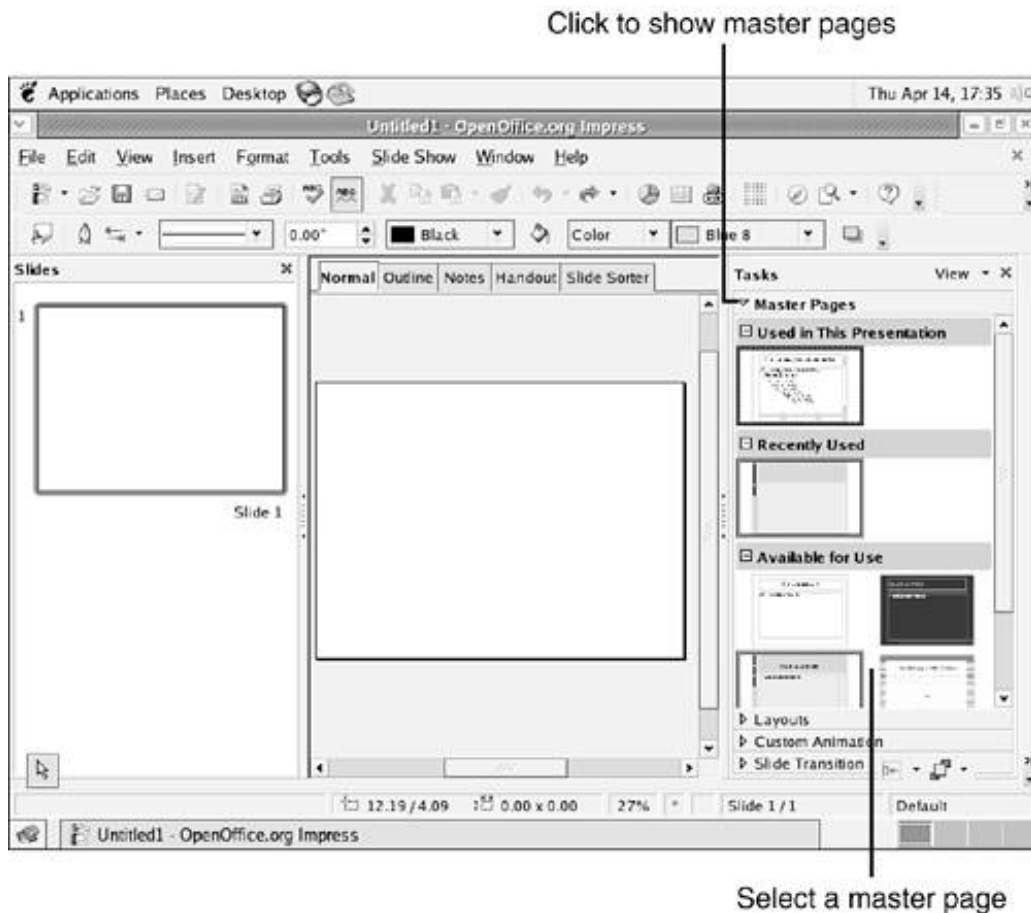 Click to show master pages
Applications Places Desktop Thu Apr 14, 17:35
Untitled1 - OpenOffice.org Impress
File Edit View Insert Format Tools Slide Show Window Help
0.00° Black Color Blue 8
Slides
Normal Outline Notes Handout Slide Sorter
Tasks View
Master Pages
1
Used in This Presentation
Recently Used
Slide 1
Available for Use
Layouts
Custom Animation
Slide Transition
12.19 / 4.09 0.00 x 0.00 27% * Slide 1 / 1 Default
Untitled1 - OpenOffice.org Impress
Select a master page